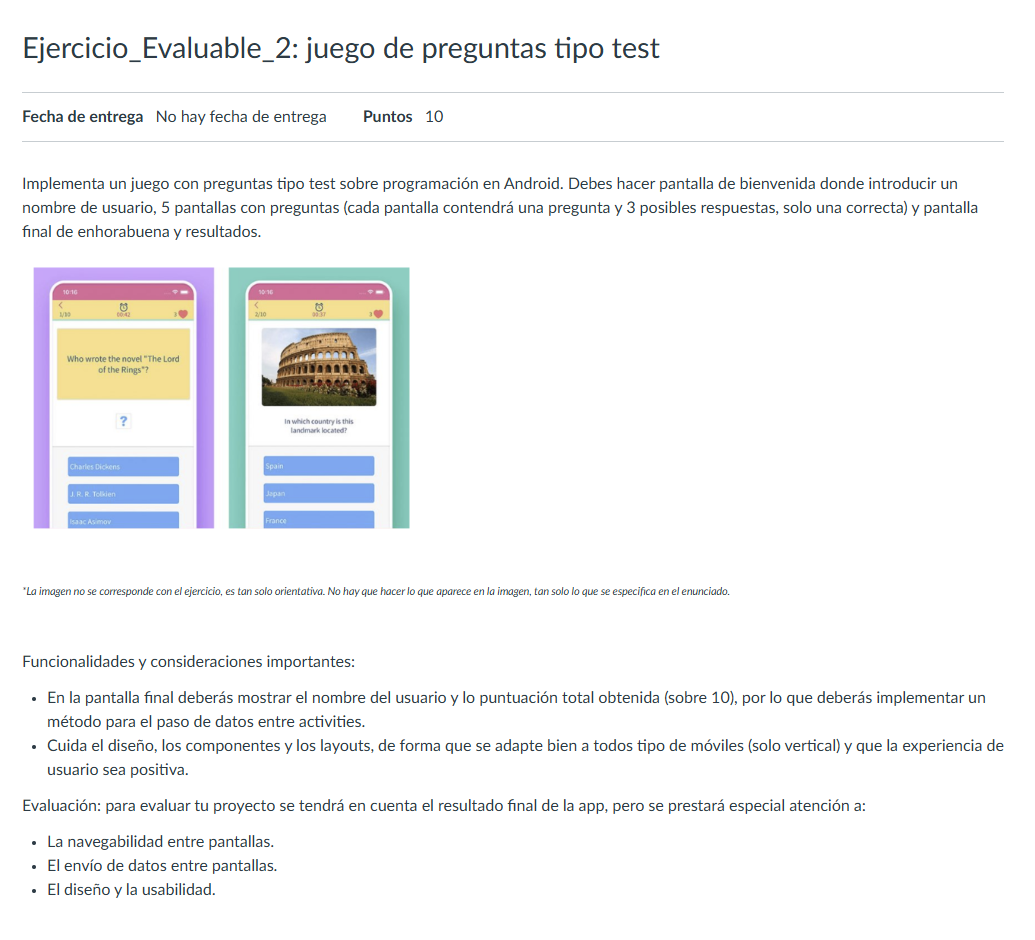 Ejercicio_Evaluable_2: juego de preguntas tipo test
Fecha de entrega No hay fecha de entrega Puntos 10
Implementa un juego con preguntas tipo test sobre programación en Android. Debes hacer pantalla de bienvenida donde introducir un
nombre de usuario, 5 pantallas con preguntas (cada pantalla contendrá una pregunta y 3 posibles respuestas, solo una correcta) y pantalla
final de enhorabuena y resultados.
10:10
1/10 00:42 3
Who wrote the novel "The Lord
of the Rings"?
?
Charles Dickens
J. R. R. Tolkien
Isaac Asimov
10:10
2/10 00:37 3
In which country is this
landmark located?
Spain
Japan
France
*La imagen no se corresponde con el ejercicio, es tan solo orientativa. No hay que hacer lo que aparece en la imagen, tan solo lo que se especifica en el enunciado.
Funcionalidades y consideraciones importantes:
• En la pantalla final deberás mostrar el nombre del usuario y lo puntuación total obtenida (sobre 10), por lo que deberás implementar un
método para el paso de datos entre activities.
• Cuida el diseño, los componentes y los layouts, de forma que se adapte bien a todos tipo de móviles (solo vertical) y que la experiencia de
usuario sea positiva.
Evaluación: para evaluar tu proyecto se tendrá en cuenta el resultado final de la app, pero se prestará especial atención a:
• La navegabilidad entre pantallas.
• El envío de datos entre pantallas.
• El diseño y la usabilidad.